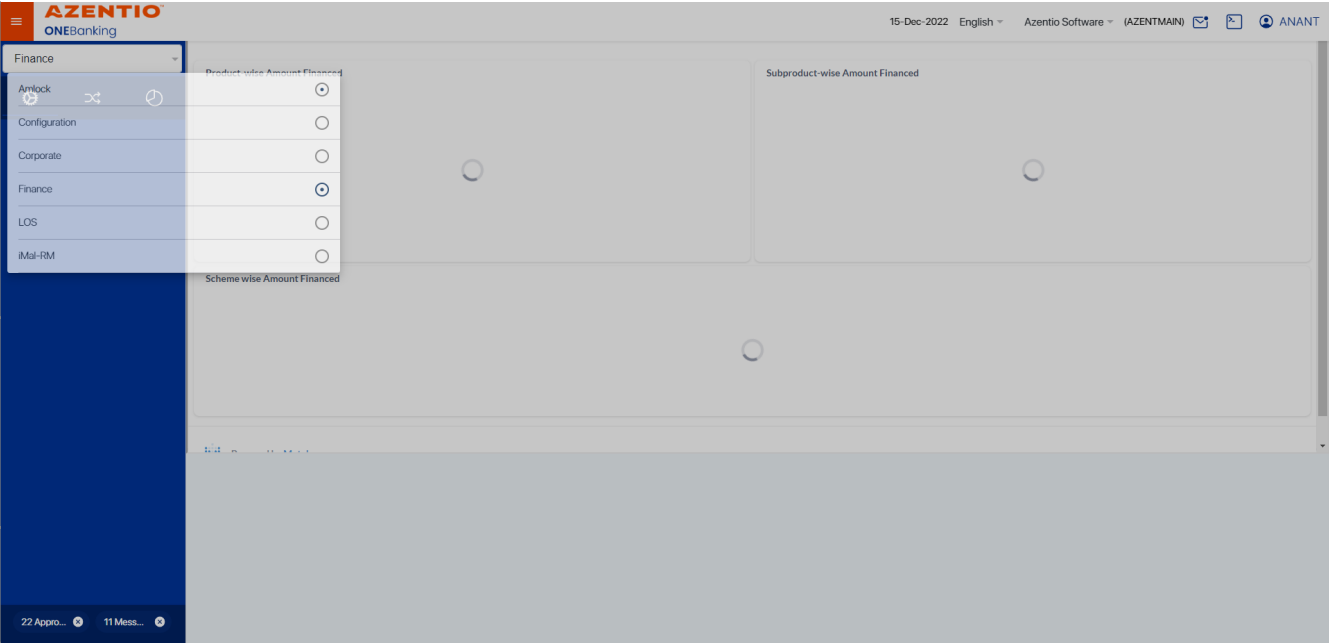 AZENTIO
ONEBanking
15-Dec-2022 English Azentio Software (AZENTMAIN) ANANT
Finance
Product-wise Amount Financed
Subproduct-wise Amount Financed
Amlock
Configuration
Corporate
Finance
LOS
iMal-RM
Scheme wise Amount Financed
22 Appro...
11 Mess...